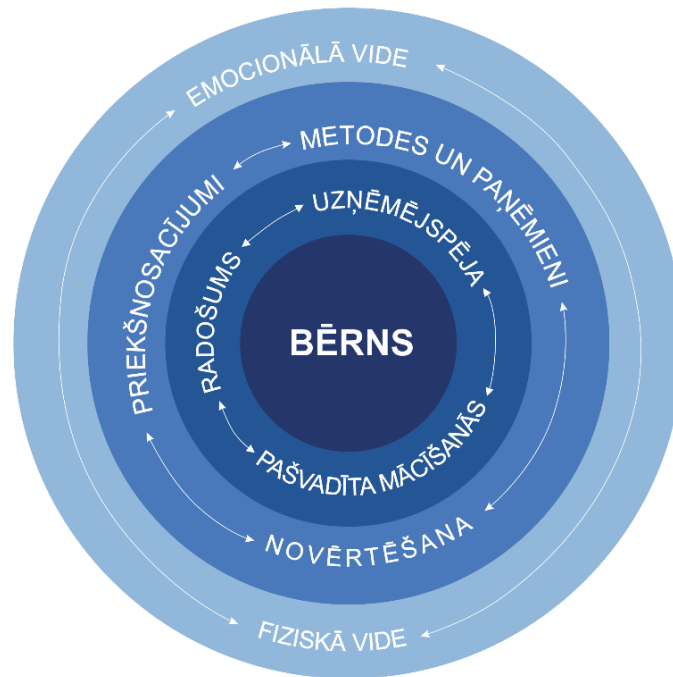 EMOCIONĀLĀ VIDE
METODES UN PAŅĒMIENI
PRIEKŠNOSACĪJUMI
UZŅĒMĒJSPĒJA
RADOŠUMS
BĒRNS
PAŠVADĪTA MĀCĪŠANĀS
NOVĒRTĒŠANA
FIZISKĀ VIDE